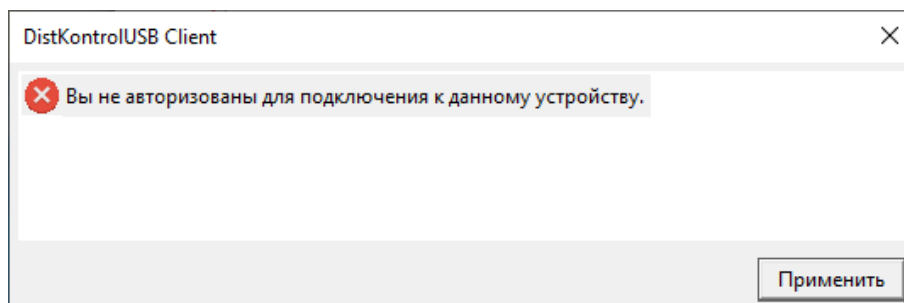 DistKontrolUSB Client
Вы не авторизованы для подключения к данному устройству.
Применить